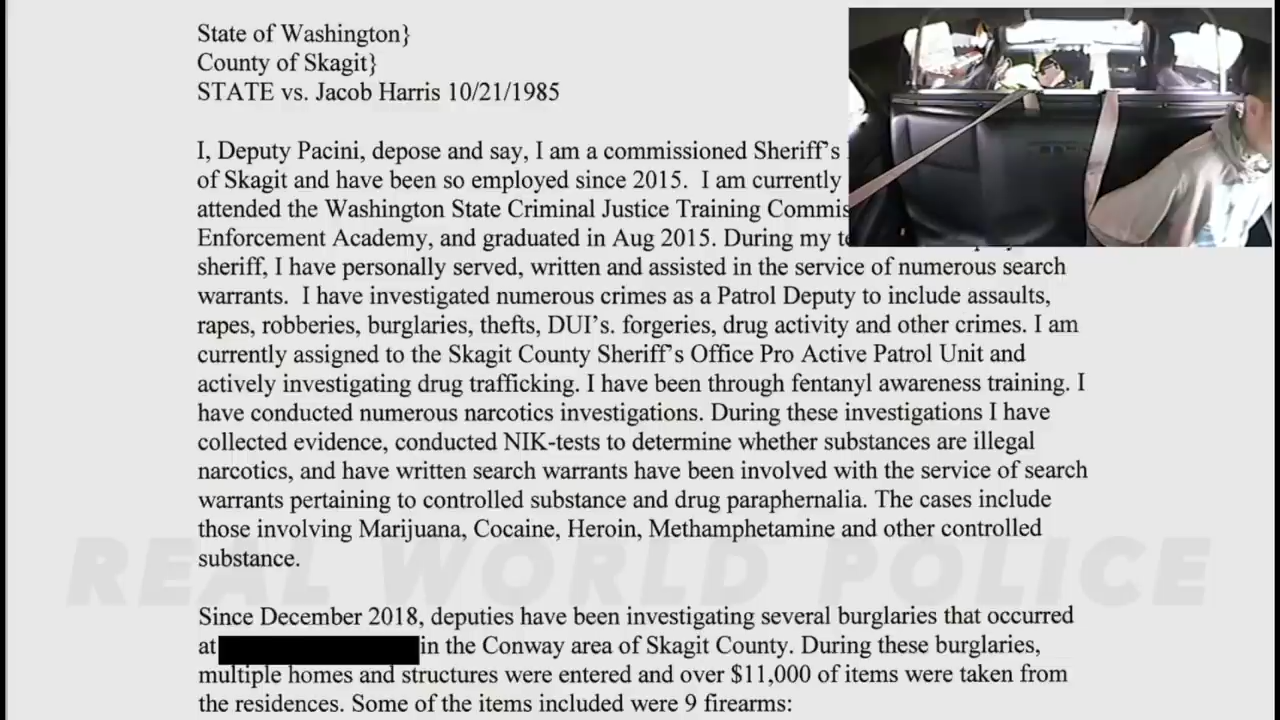 State of Washington}
County of Skagit}
STATE vs. Jacob Harris 10/21/1985
I, Deputy Pacini, depose and say, I am a commissioned Sheriff's
of Skagit and have been so employed since 2015. I am currently
attended the Washington State Criminal Justice Training
Enforcement Academy, and graduated in Aug 2015. During my
sheriff, I have personally served, written and assisted in the service of numerous search
warrants. I have investigated numerous crimes as a Patrol Deputy to include assaults,
rapes, robberies, burglaries, thefts, DUI's. forgeries, drug activity and other crimes. I am
currently assigned to the Skagit County Sheriff's Office Pro Active Patrol Unit and
actively investigating drug trafficking. I have been through fentanyl awareness training. I
have conducted numerous narcotics investigations. During these investigations I have
collected evidence, conducted NIK-tests to determine whether substances are illegal
narcotics, and have written search warrants have been involved with the service of search
warrants pertaining to controlled substance and drug paraphernalia. The cases include
those involving Marijuana, Cocaine, Heroin, Methamphetamine and other controlled
substance.
REAL WORLD POLICE
Since December 2018, deputies have been investigating several burglaries that occurred
at in the Conway area of Skagit County. During these burglaries,
multiple homes and structures were entered and over $11,000 of items were taken from
the residences. Some of the items included were 9 firearms: